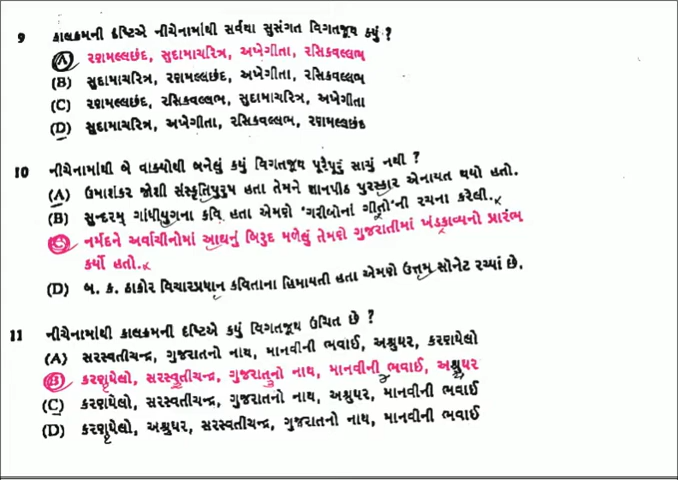 9 કાલક્રમની દૃષ્ટિએ નીચેનામાંથી સર્વથા સુસંગત વિગતજૂથ કયું ?
(A) રણમલ્લછંદ, સુદામાચરિત્ર, અખેગીતા, રસિકવલ્લભ
(B) સુદામાચરિત્ર, રણમલ્લછંદ, અખેગીતા, રસિકવલ્લભ
(C) રણમલ્લછંદ, રસિકવલ્લભ, સુદામાચરિત્ર, અખેગીતા
(D) સુદામાચરિત્ર, અખેગીતા, રસિકવલ્લભ, રણમલ્લછંદ
10 નીચેનામાંથી બે વાક્યોથી બનેલું કયું વિગતજૂથ પૂરેપૂરું સાચું નથી ?
(A) ઉમાશંકર જોશી સંસ્કૃતિપુરુષ હતા તેમને જ્ઞાનપીઠ પુરસ્કાર એનાયત થયો હતો.
(B) સુન્દરમ્ ગાંધીયુગના કવિ હતા એમણે 'ગરીબોનાં ગીતો'ની રચના કરેલી.
(C) નર્મદને અર્વાચીનોમાં આદ્યનું બિરુદ મળેલું તેમણે ગુજરાતીમાં ખંડકાવ્યનો પ્રારંભ
કર્યો હતો.
(D) બ. ક. ઠાકોર વિચારપ્રધાન કવિતાના હિમાયતી હતા એમણે ઉત્તમ સોનેટ રચ્યાં છે.
11 નીચેનામાંથી કાલક્રમની દૃષ્ટિએ કયું વિગતજૂથ ઉચિત છે ?
(A) સરસ્વતીચન્દ્ર, ગુજરાતનો નાથ, માનવીની ભવાઈ, અશ્રુઘર, કરણઘેલો
(B) કરણઘેલો, સરસ્વતીચન્દ્ર, ગુજરાતનો નાથ, માનવીની ભવાઈ, અશ્રુઘર
(C) કરણઘેલો, સરસ્વતીચન્દ્ર, ગુજરાતનો નાથ, અશ્રુઘર, માનવીની ભવાઈ
(D) કરણઘેલો, અશ્રુઘર, સરસ્વતીચન્દ્ર, ગુજરાતનો નાથ, માનવીની ભવાઈ